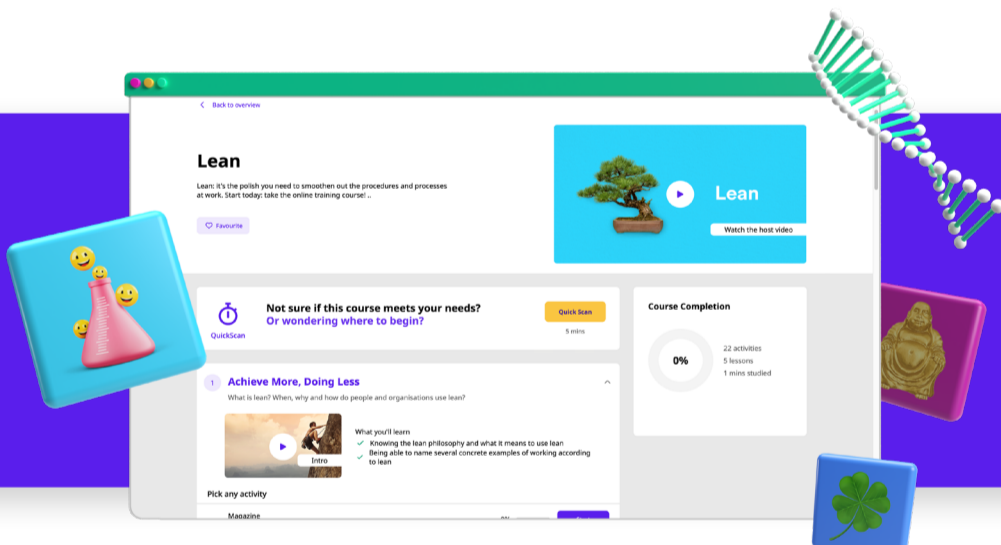 Back to overview
Lean
Lean: it's the polish you need to smoothen out the procedures and processes
at work. Start today: take the online training course! ..
Favourite
Lean
Watch the host video
QuickScan
Not sure if this course meets your needs?
Or wondering where to begin?
Quick Scan
5 mins
Course Completion
0%
22 activities
5 lessons
1 mins studied
1
Achieve More, Doing Less
What is lean? When, why and how do people and organisations use lean?
Intro
What you'll learn
Knowing the lean philosophy and what it means to use lean
Being able to name several concrete examples of working according
to lean
Pick any activity
Magazine